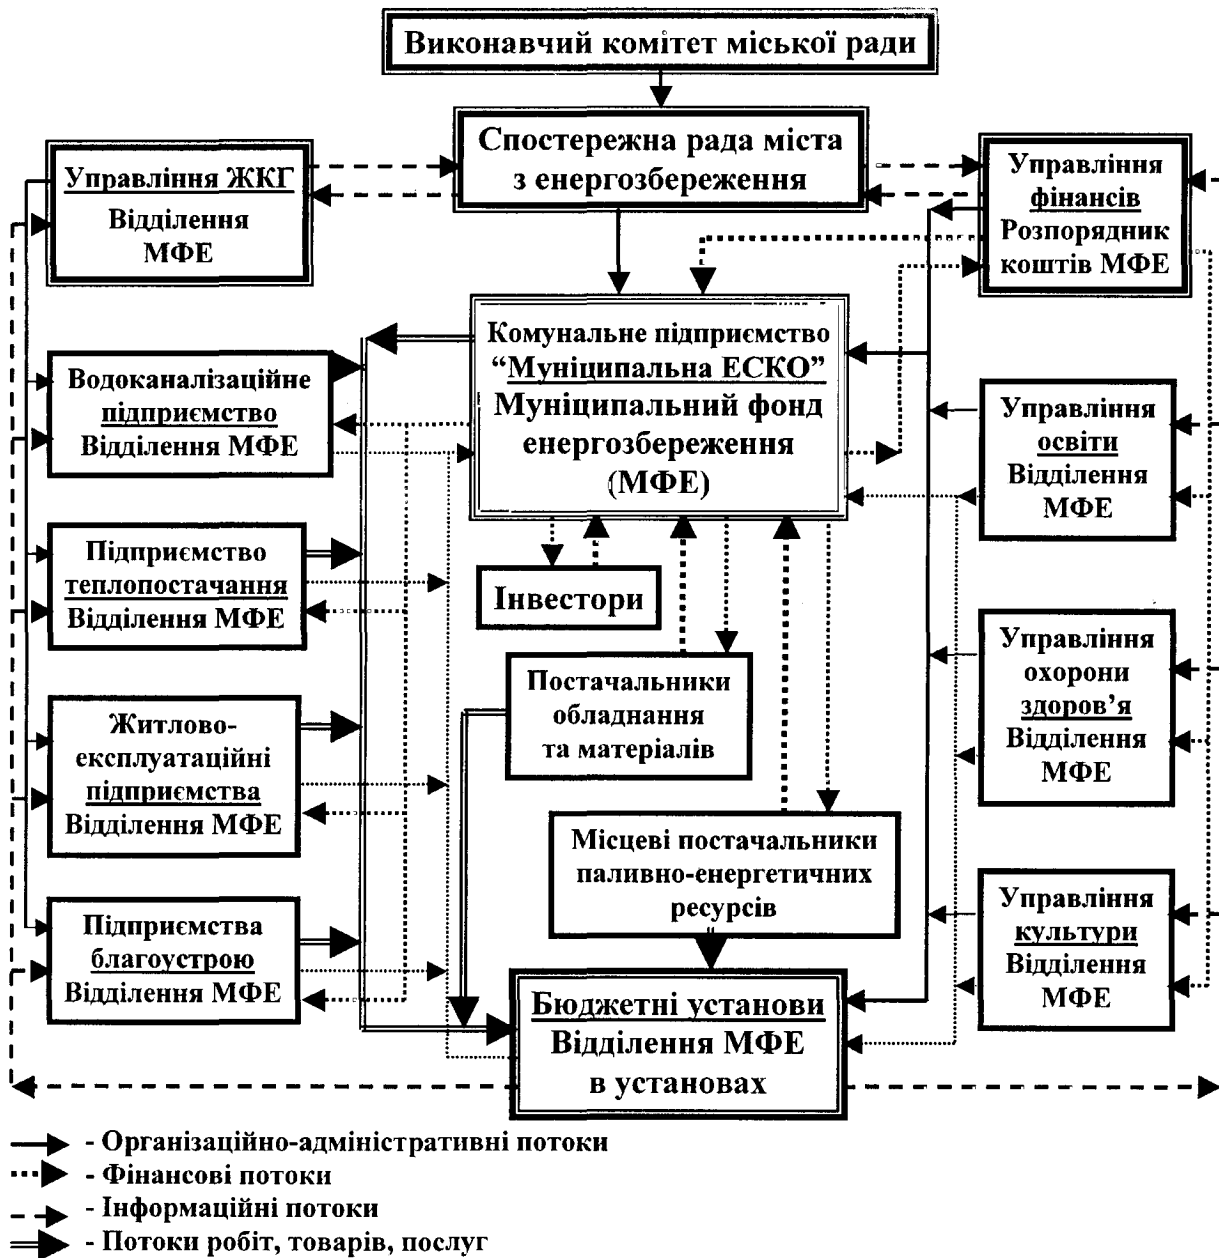 Виконавчий комітет міської ради
Спостережна рада міста
з енергозбереження
Управління ЖКГ
Відділення
МФЕ
Управління
фінансів
Розпорядник
коштів МФЕ
Комунальне підприємство
“Муніципальна ЕСКО”
Муніципальний фонд
енергозбереження
(МФЕ)
Водоканалізаційне
підприємство
Відділення МФЕ
Управління
освіти
Відділення
МФЕ
Підприємство
теплопостачання
Відділення МФЕ
Інвестори
Управління
охорони
здоров’я
Відділення
МФЕ
Постачальники
обладнання
та матеріалів
Житлово-
експлуатаційні
підприємства
Відділення МФЕ
Місцеві постачальники
паливно-енергетичних
ресурсів
Управління
культури
Відділення
МФЕ
Підприємства
благоустрою
Відділення МФЕ
Бюджетні установи
Відділення МФЕ
в установах
- Організаційно-адміністративні потоки
- Фінансові потоки
- Інформаційні потоки
- Потоки робіт, товарів, послуг